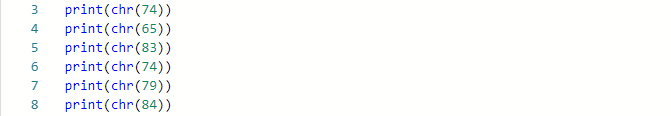 3 print(chr(74))
4 print(chr(65))
5 print(chr(83))
6 print(chr(74))
7 print(chr(79))
8 print(chr(84))